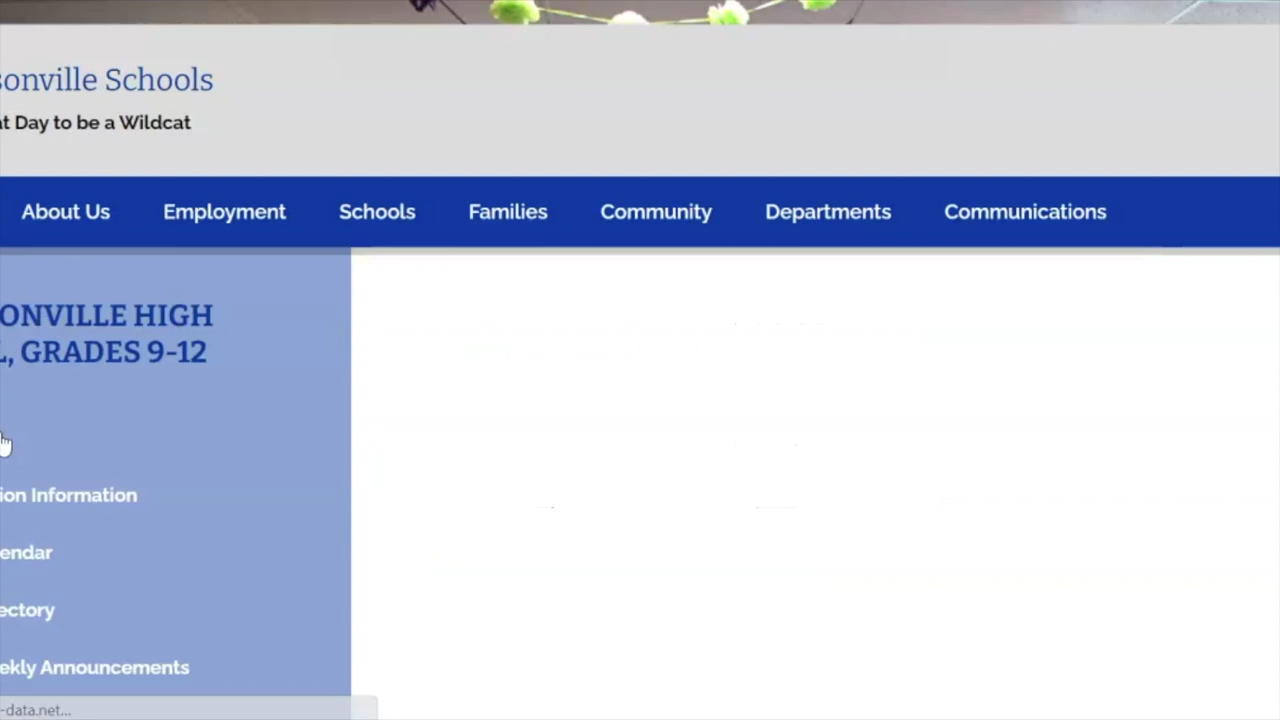 sonville Schools
at Day to be a Wildcat
About Us Employment Schools Families Community Departments Communications
ONVILLE HIGH
L, GRADES 9-12
ion Information
endar
ectory
ekly Announcements
-data.net...